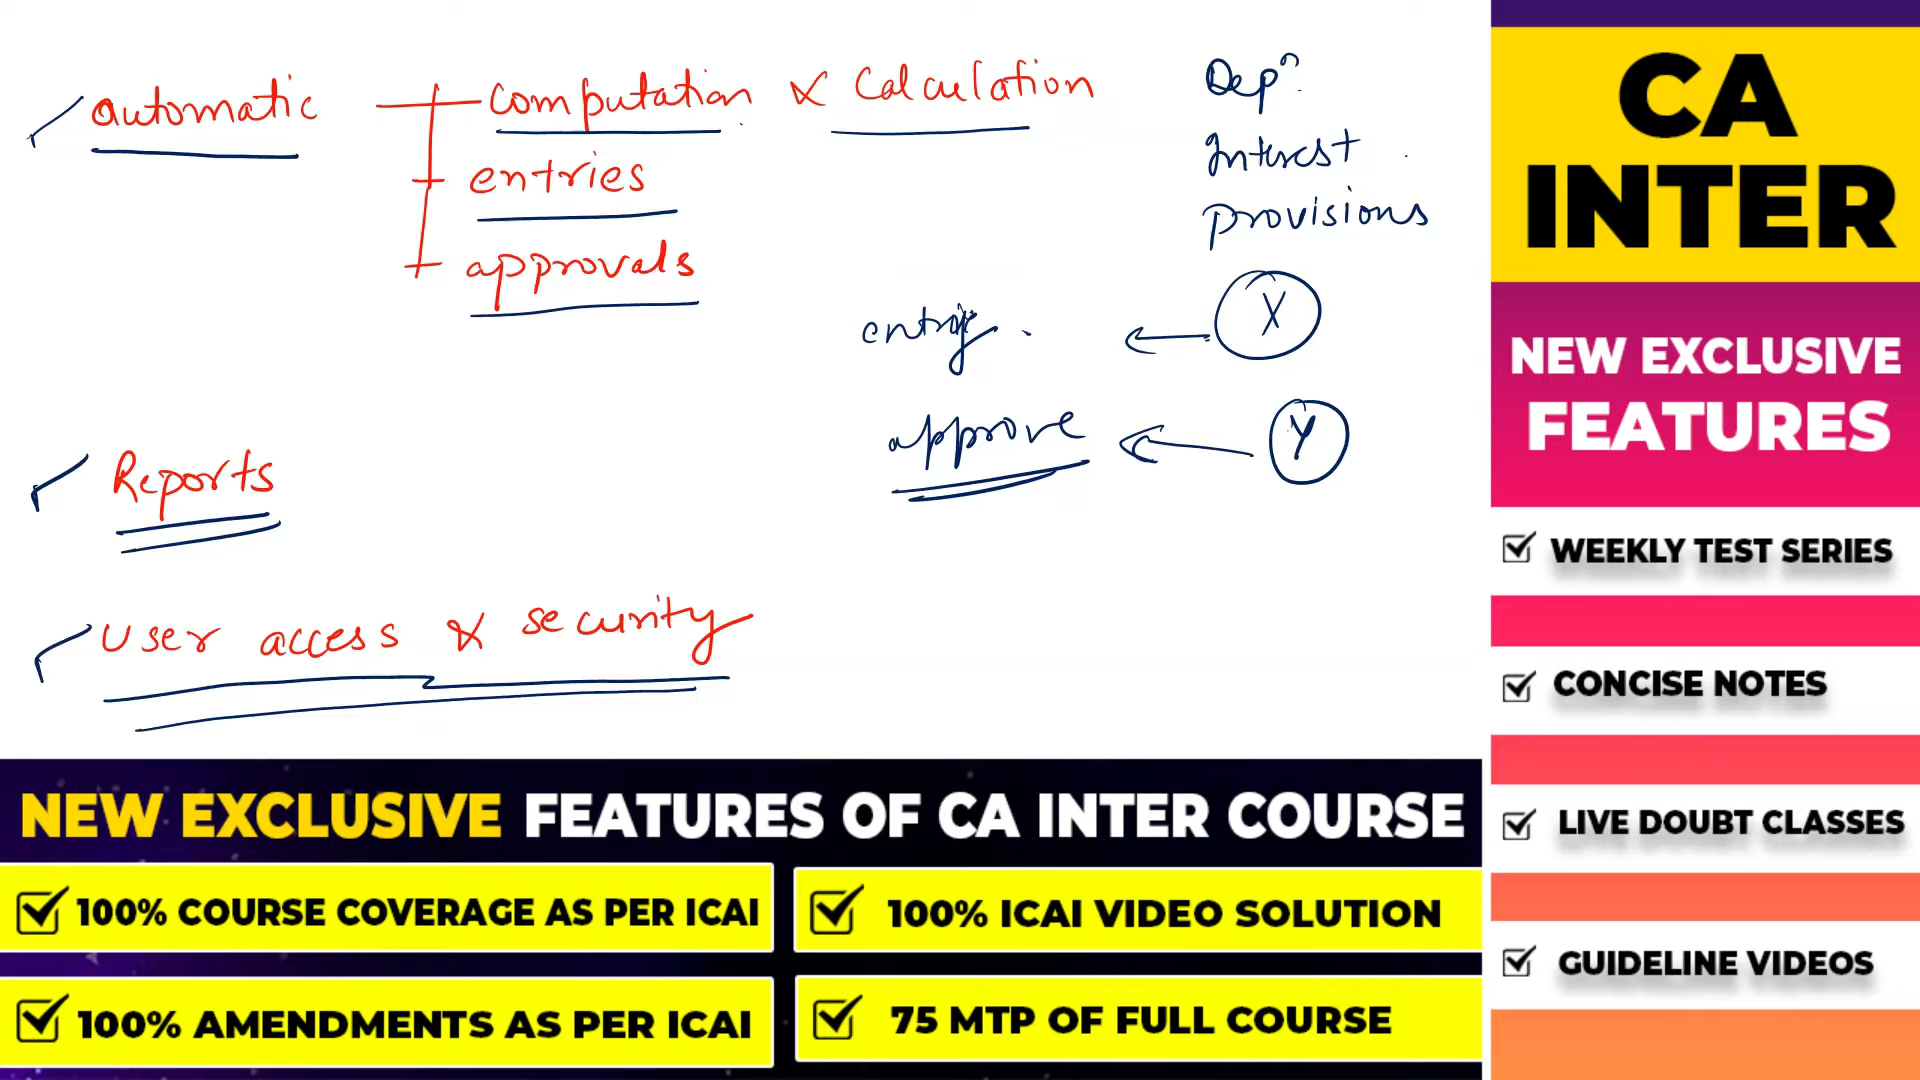 automatic computation & calculation
entries
approvals
Depn.
Interest
provisions
entry. X
approve Y
Reports
User access & security
CA
INTER
NEW EXCLUSIVE
FEATURES
WEEKLY TEST SERIES
CONCISE NOTES
LIVE DOUBT CLASSES
GUIDELINE VIDEOS
NEW EXCLUSIVE FEATURES OF CA INTER COURSE
100% COURSE COVERAGE AS PER ICAI
100% ICAI VIDEO SOLUTION
100% AMENDMENTS AS PER ICAI
75 MTP OF FULL COURSE